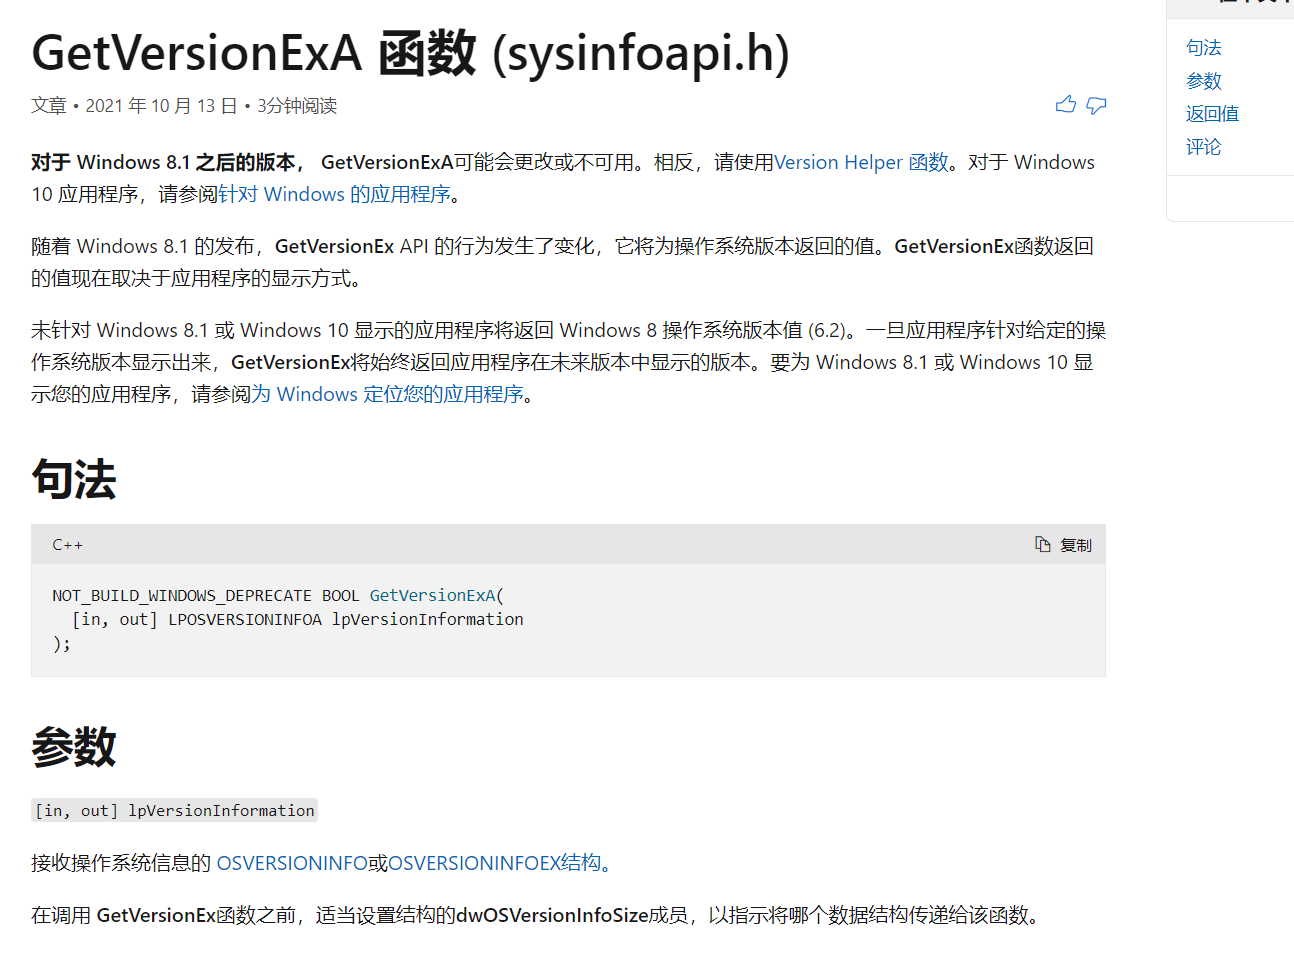 GetVersionExA 函数 (sysinfoapi.h)
文章 • 2021 年 10 月 13 日 • 3分钟阅读
对于 Windows 8.1 之后的版本， GetVersionExA可能会更改或不可用。相反，请使用Version Helper 函数。对于 Windows
10 应用程序，请参阅针对 Windows 的应用程序。
随着 Windows 8.1 的发布，GetVersionEx API 的行为发生了变化，它将为操作系统版本返回的值。GetVersionEx函数返回
的值现在取决于应用程序的显示方式。
未针对 Windows 8.1 或 Windows 10 显示的应用程序将返回 Windows 8 操作系统版本值 (6.2)。一旦应用程序针对给定的操
作系统版本显示出来，GetVersionEx将始终返回应用程序在未来版本中显示的版本。要为 Windows 8.1 或 Windows 10 显
示您的应用程序，请参阅为 Windows 定位您的应用程序。
句法
C++
复制
NOT_BUILD_WINDOWS_DEPRECATE BOOL GetVersionExA(
  [in, out] LPOSVERSIONINFOA lpVersionInformation
);
参数
[in, out] lpVersionInformation
接收操作系统信息的 OSVERSIONINFO或OSVERSIONINFOEX结构。
在调用 GetVersionEx函数之前，适当设置结构的dwOSVersionInfoSize成员，以指示将哪个数据结构传递给该函数。
句法
参数
返回值
评论